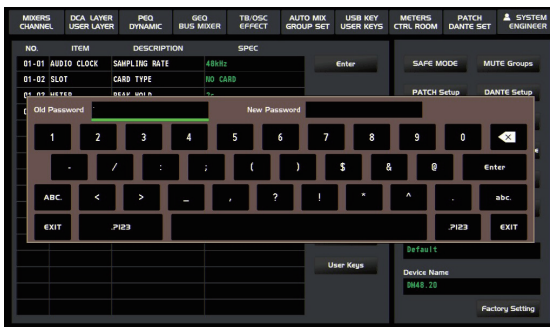 MIXERS CHANNEL DCA LAYER USER LAYER PEQ DYNAMIC GEQ BUS MIXER TB/OSC EFFECT AUTO MIX GROUP SET USB KEY USER KEYS METERS CTRL ROOM PATCH DANTE SET SYSTEM ENGINEER
NO. ITEM DESCRIPTION SPEC
01-01 AUDIO CLOCK SAMPLING RATE 48kHz Enter SAFE MODE MUTE Groups
01-02 SLOT CARD TYPE NO CARD
PATCH Setup DANTE Setup
01-03 METER PEAK HOLD 2s
Old Password New Password
1 2 3 4 5 6 7 8 9 0
- / : ; ( ) $ & @ Enter
ABC. < > _ , ? ! * ^ . abc.
EXIT .?123 .?123 EXIT
Default
User Keys
Device Name
DM48.20
Factory Setting